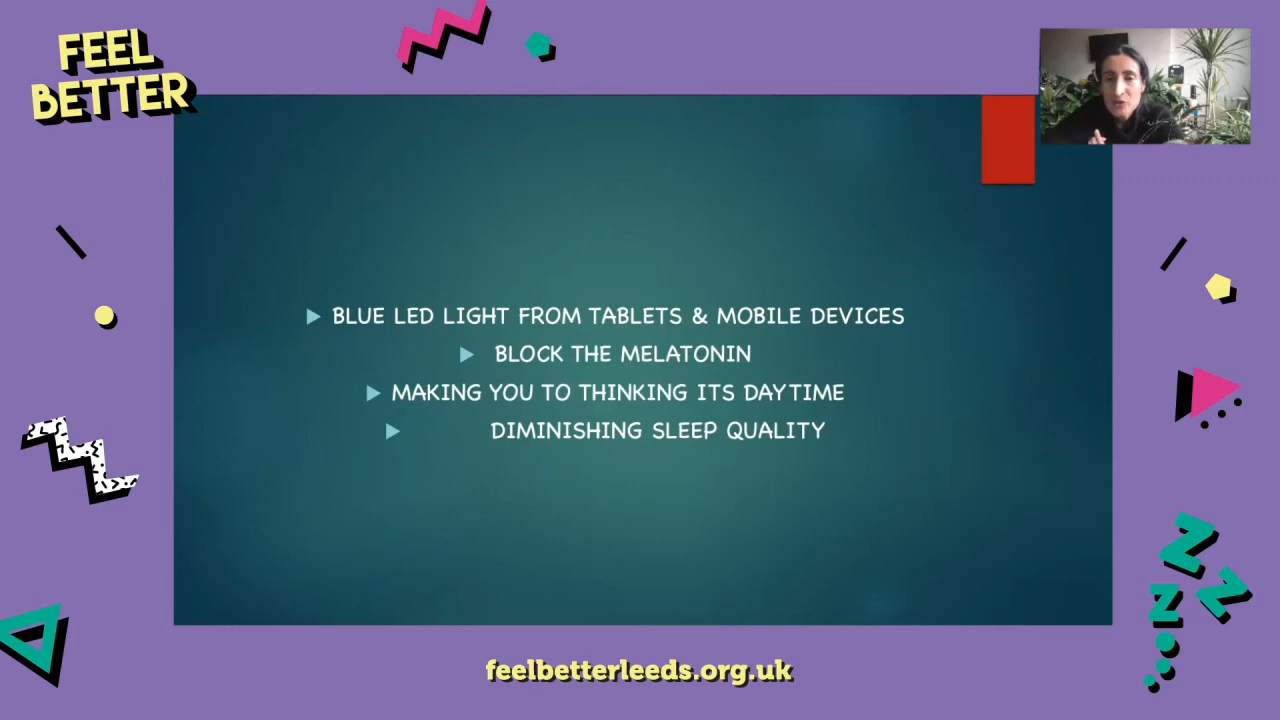 FEEL
BETTER
BLUE LED LIGHT FROM TABLETS & MOBILE DEVICES
BLOCK THE MELATONIN
MAKING YOU TO THINKING ITS DAYTIME
DIMINISHING SLEEP QUALITY
Z
Z
Z
feelbetterleeds.org.uk